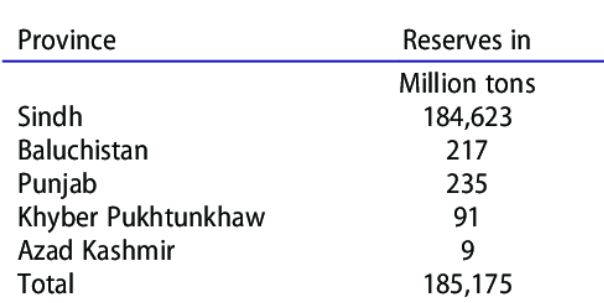 Province Reserves in
Million tons
Sindh 184,623
Baluchistan 217
Punjab 235
Khyber Pukhtunkhaw 91
Azad Kashmir 9
Total 185,175